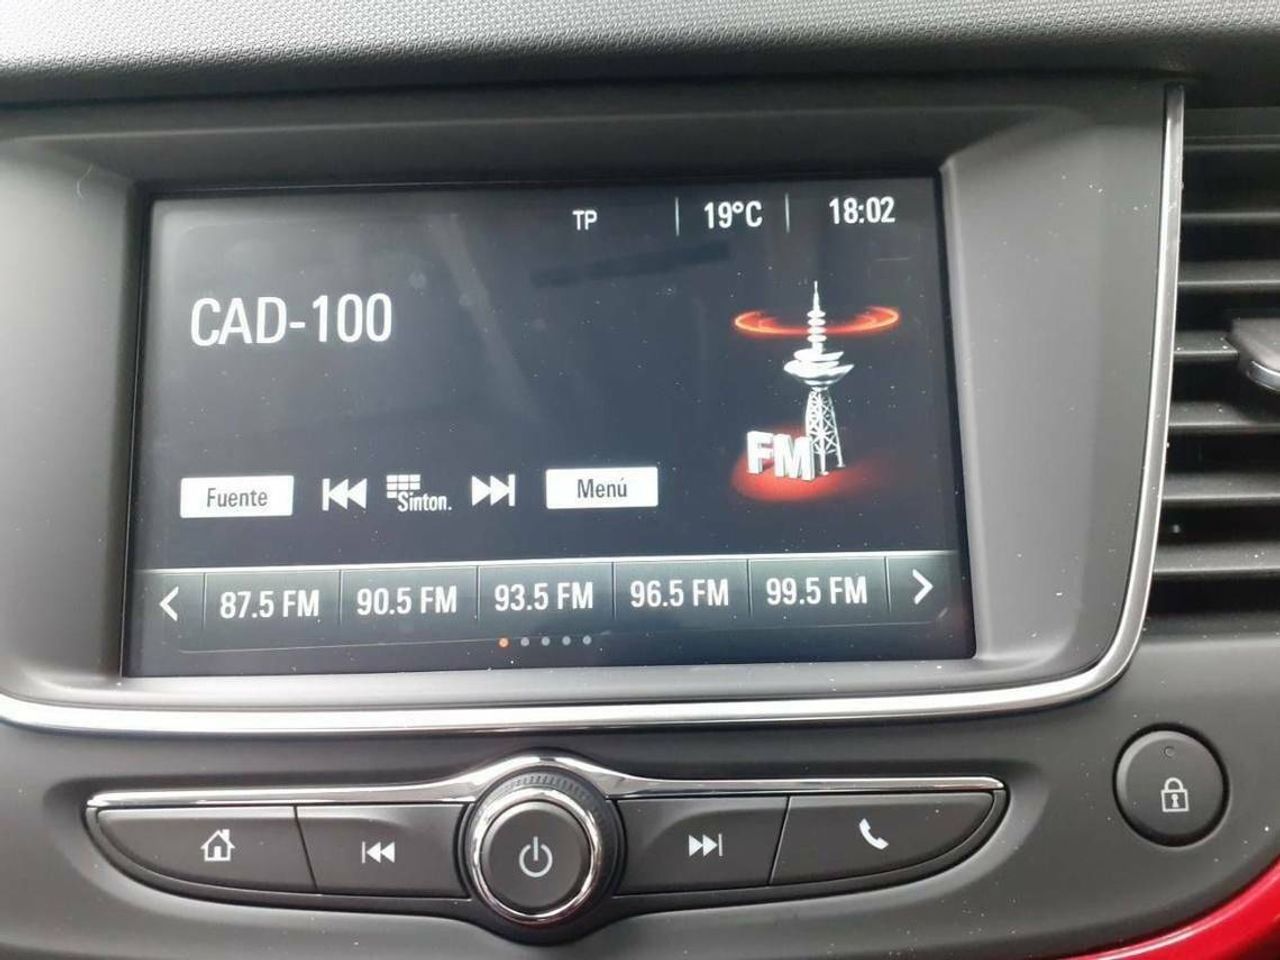 TP 19°C 18:02
CAD-100
FM
Fuente Sinton. Menú
87.5 FM 90.5 FM 93.5 FM 96.5 FM 99.5 FM